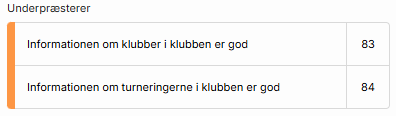 Underpræsterer
Informationen om klubber i klubben er god 83
Informationen om turneringerne i klubben er god 84